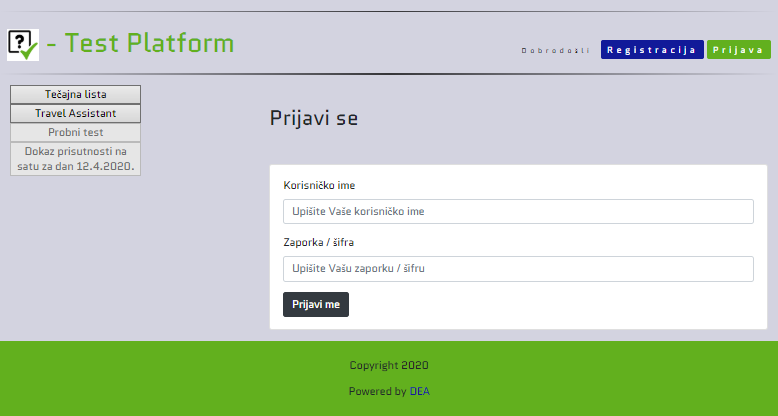 - Test Platform
Dobrodošli
Registracija
Prijava
Tečajna lista
Travel Assistant
Probni test
Dokaz prisutnosti na
satu za dan 12.4.2020.
Prijavi se
Korisničko ime
Upišite Vaše korisničko ime
Zaporka / šifra
Upišite Vašu zaporku / šifru
Prijavi me
Copyright 2020
Powered by DEA